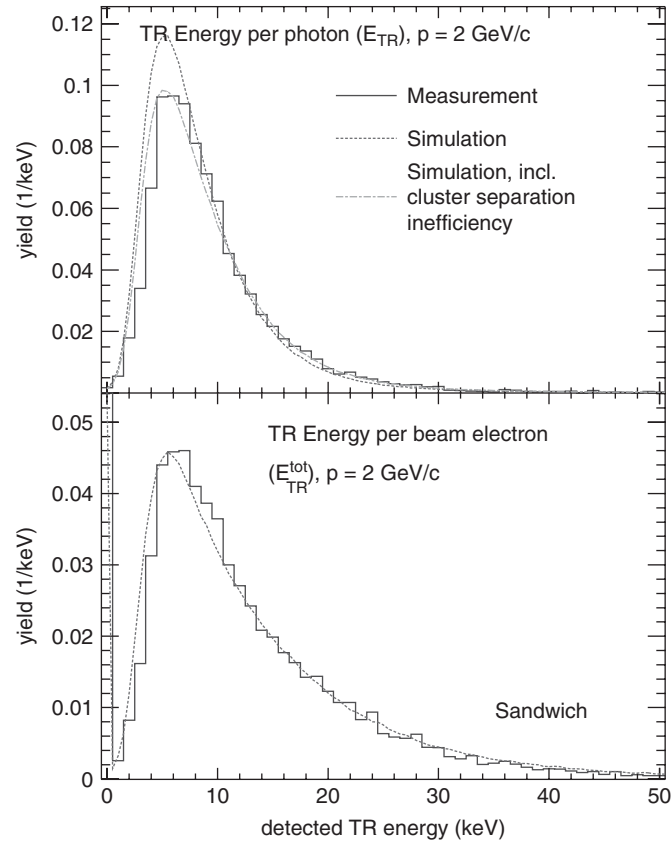 TR Energy per photon (E_TR), p = 2 GeV/c
Measurement
Simulation
Simulation, incl.
cluster separation
inefficiency
yield (1/keV)
0.12
0.1
0.08
0.06
0.04
0.02
TR Energy per beam electron
(E_TR^tot), p = 2 GeV/c
Sandwich
yield (1/keV)
0.05
0.04
0.03
0.02
0.01
0
0 10 20 30 40 50
detected TR energy (keV)